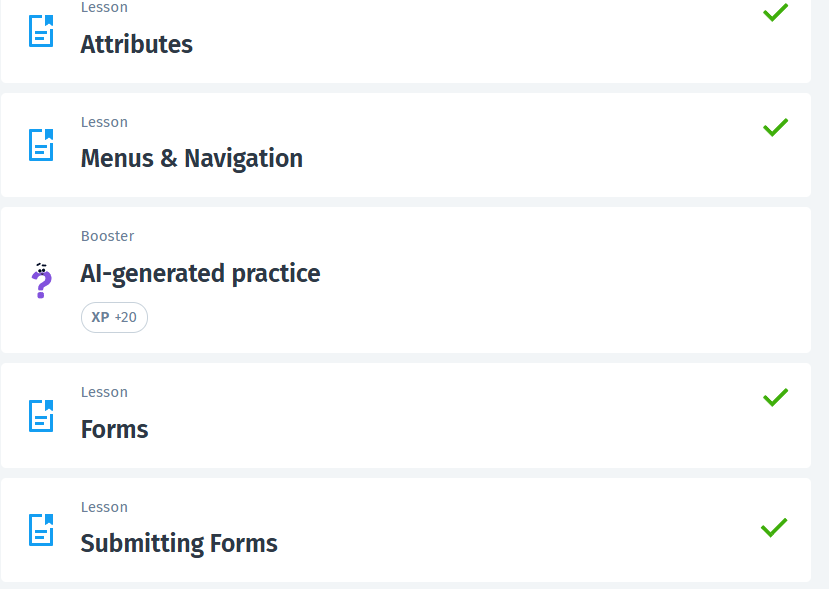 Lesson
Attributes
Lesson
Menus & Navigation
Booster
AI-generated practice
XP +20
Lesson
Forms
Lesson
Submitting Forms